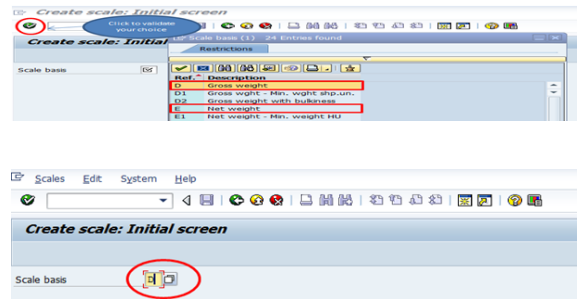 Create scale: Initial screen
Click to validate
your choice
Create scale: Initial
Scale basis (1) 24 Entries found
Restrictions
Scale basis
Ref. Description
D Gross weight
D1 Gross wght - Min. wght shp.un.
D2 Gross weight with bulkiness
E Net weight
E1 Net weight - Min. weight HU
Scales Edit System Help
Create scale: Initial screen
Scale basis D